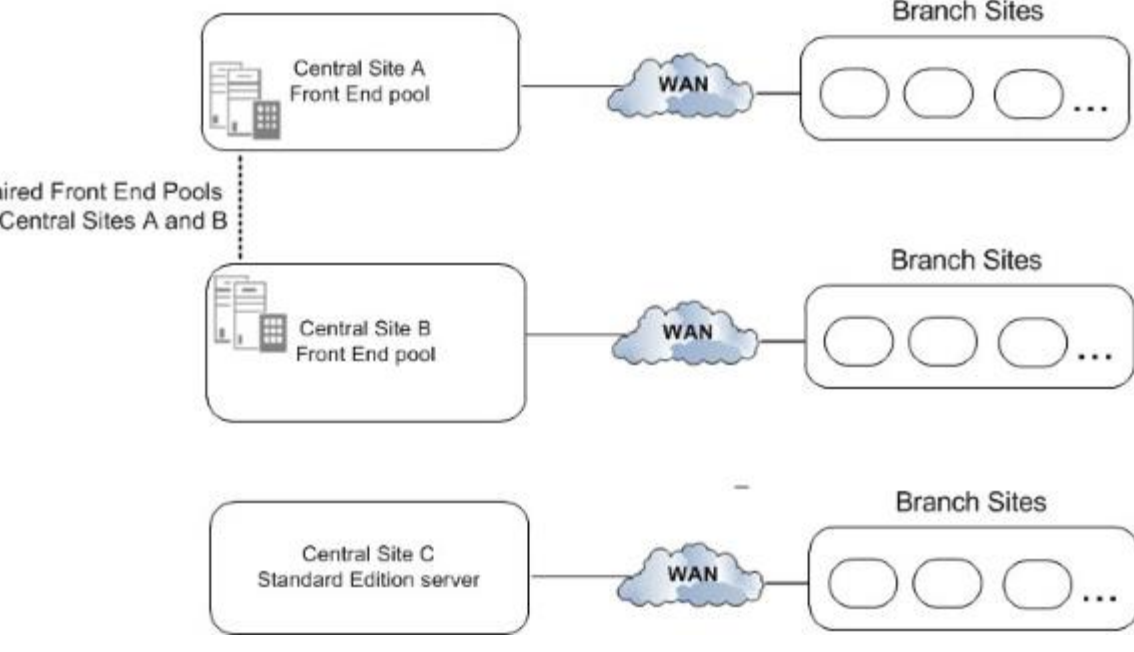 Branch Sites
Central Site A
Front End pool
WAN
...
ired Front End Pools
Central Sites A and B
Branch Sites
Central Site B
Front End pool
WAN
...
Branch Sites
Central Site C
Standard Edition server
WAN
...